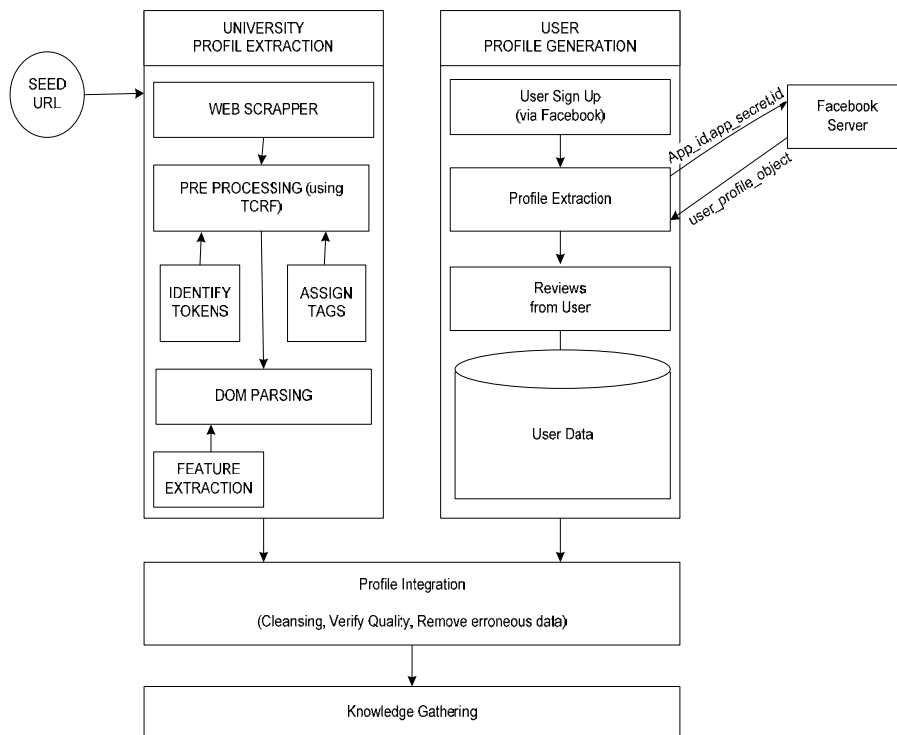 UNIVERSITY
PROFIL EXTRACTION
SEED
URL
WEB SCRAPPER
PRE PROCESSING (using
TCRF)
IDENTIFY
TOKENS
ASSIGN
TAGS
DOM PARSING
FEATURE
EXTRACTION
USER
PROFILE GENERATION
User Sign Up
(via Facebook)
App_id,app_secret,id
Facebook
Server
user_profile_object
Profile Extraction
Reviews
from User
User Data
Profile Integration
(Cleansing, Verify Quality, Remove erroneous data)
Knowledge Gathering